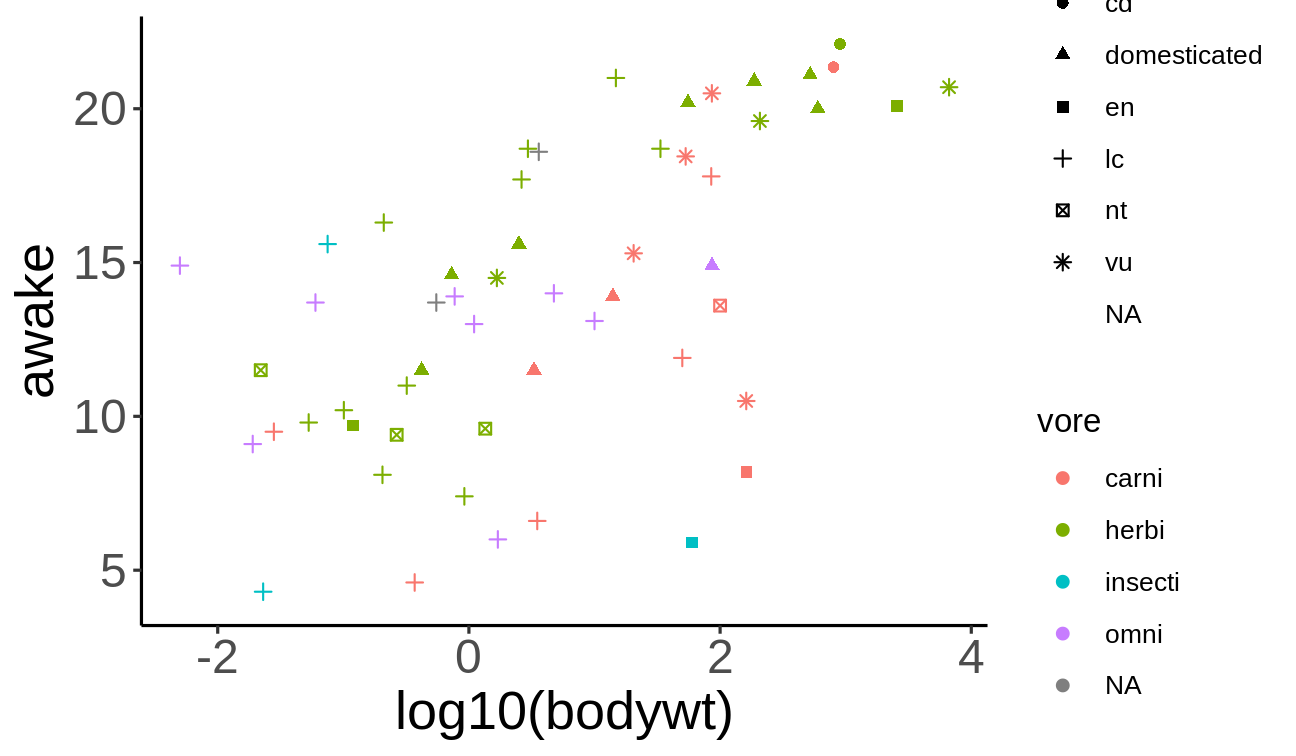 cd
domesticated
en
lc
nt
vu
NA
vore
carni
herbi
insecti
omni
NA
awake
20
15
10
5
-2 0 2 4
log10(bodywt)